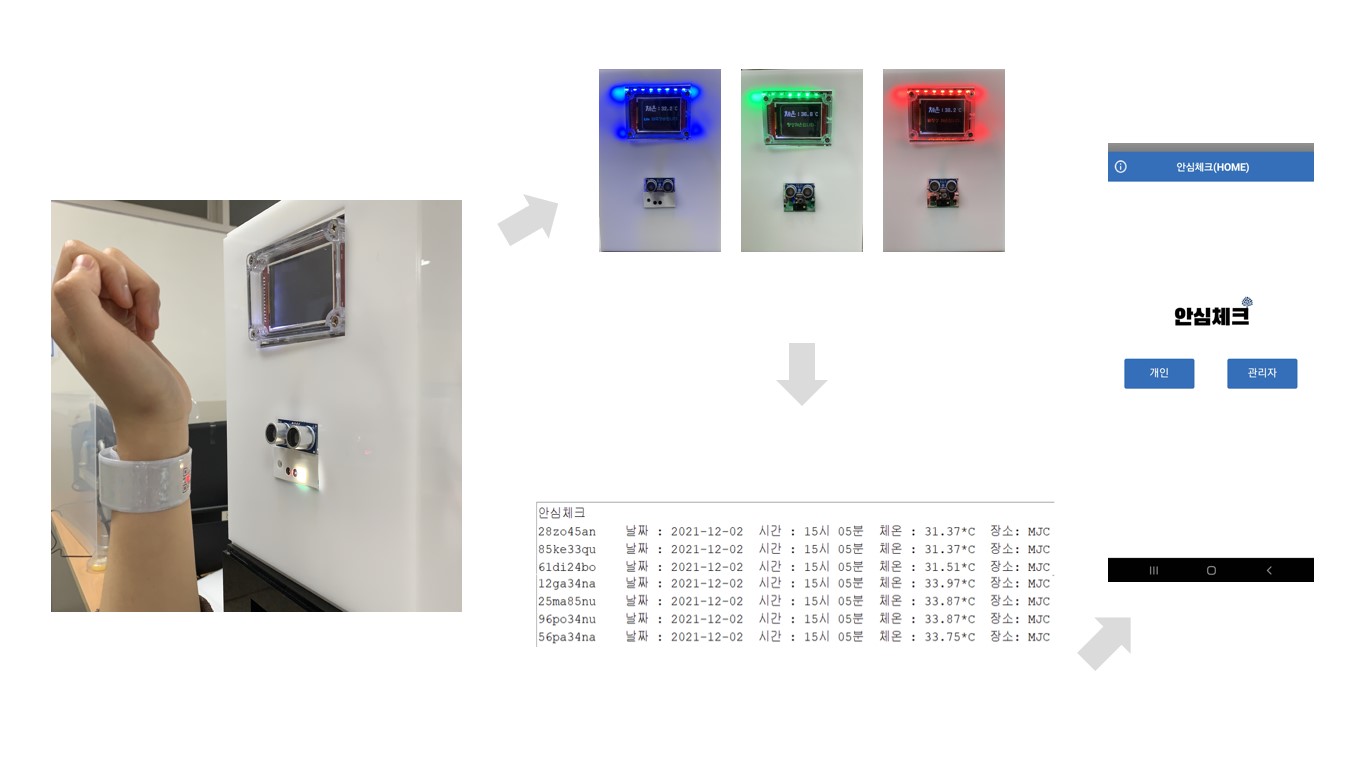 체온 : 36.8°C
안심체크(HOME)
안심체크
개인 관리자
안심체크
28zo45an 날짜 : 2021-12-02 시간 : 15시 05분 체온 : 31.37*C 장소: MJC
85ke33qu 날짜 : 2021-12-02 시간 : 15시 05분 체온 : 31.37*C 장소: MJC
61di24bo 날짜 : 2021-12-02 시간 : 15시 05분 체온 : 31.51*C 장소: MJC
12ga34na 날짜 : 2021-12-02 시간 : 15시 05분 체온 : 33.97*C 장소: MJC
25ma85nu 날짜 : 2021-12-02 시간 : 15시 05분 체온 : 33.87*C 장소: MJC
96po34nu 날짜 : 2021-12-02 시간 : 15시 05분 체온 : 33.87*C 장소: MJC
56pa34na 날짜 : 2021-12-02 시간 : 15시 05분 체온 : 33.75*C 장소: MJC